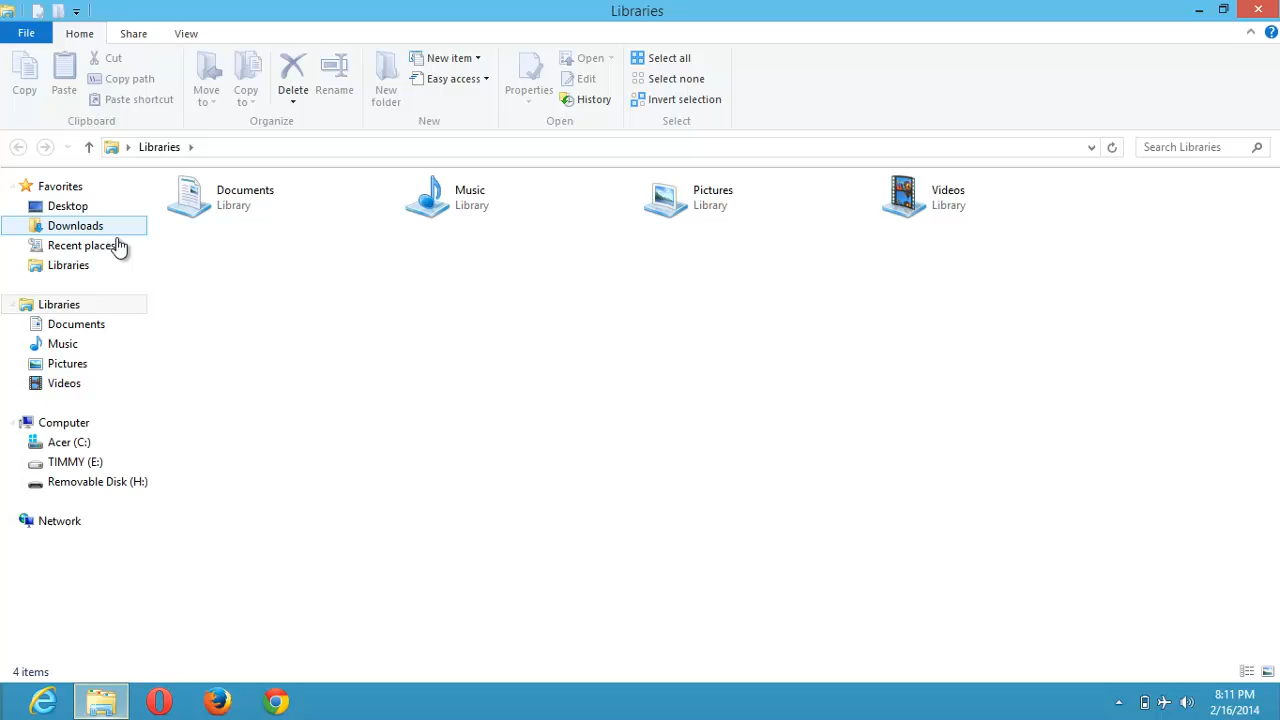 Libraries
File Home Share View
Copy
Paste
Cut
Copy path
Paste shortcut
Clipboard
Move to
Copy to
Delete
Rename
Organize
New folder
New item
Easy access
New
Properties
Open
Edit
History
Open
Select all
Select none
Invert selection
Select
Libraries
Search Libraries
Favorites
Desktop
Downloads
Recent places
Libraries
Libraries
Documents
Music
Pictures
Videos
Computer
Acer (C:)
TIMMY (E:)
Removable Disk (H:)
Network
Documents
Library
Music
Library
Pictures
Library
Videos
Library
4 items
8:11 PM
2/16/2014